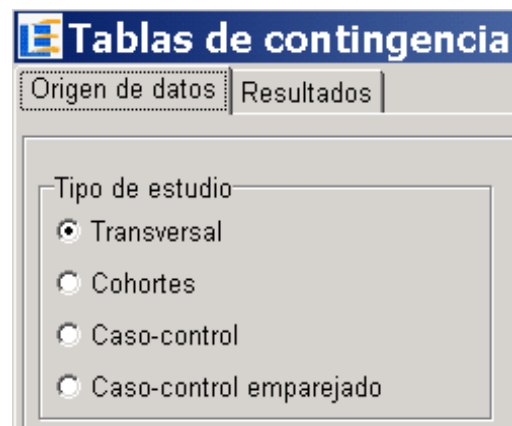 Tablas de contingencia
Origen de datos Resultados
Tipo de estudio
Transversal
Cohortes
Caso-control
Caso-control emparejado